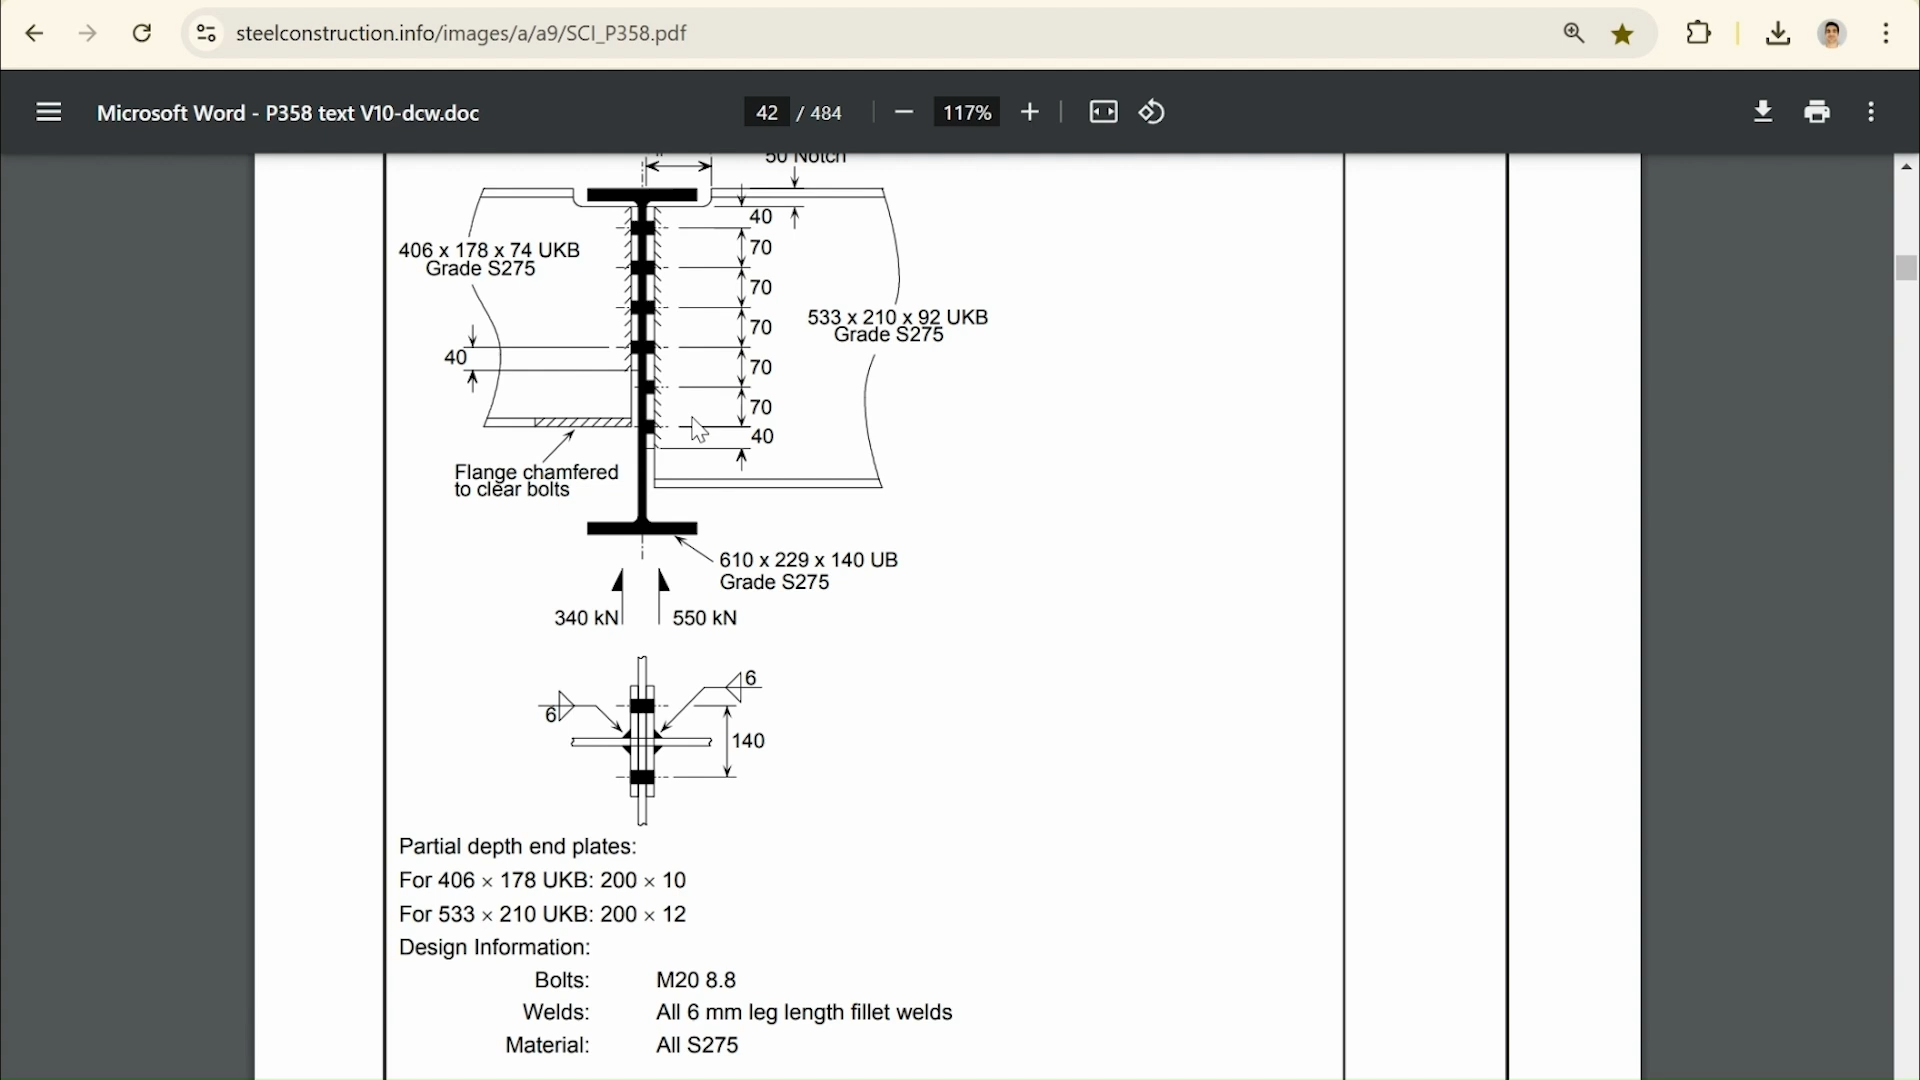 steelconstruction.info/images/a/a9/SCI_P358.pdf
Microsoft Word - P358 text V10-dcw.doc
42 / 484
117%
50 Notch
40
70
406 x 178 x 74 UKB
Grade S275
70
533 x 210 x 92 UKB
Grade S275
70
40
70
70
40
Flange chamfered
to clear bolts
610 x 229 x 140 UB
Grade S275
340 kN
550 kN
6
6
140
Partial depth end plates:
For 406 × 178 UKB: 200 × 10
For 533 × 210 UKB: 200 × 12
Design Information:
Bolts: M20 8.8
Welds: All 6 mm leg length fillet welds
Material: All S275